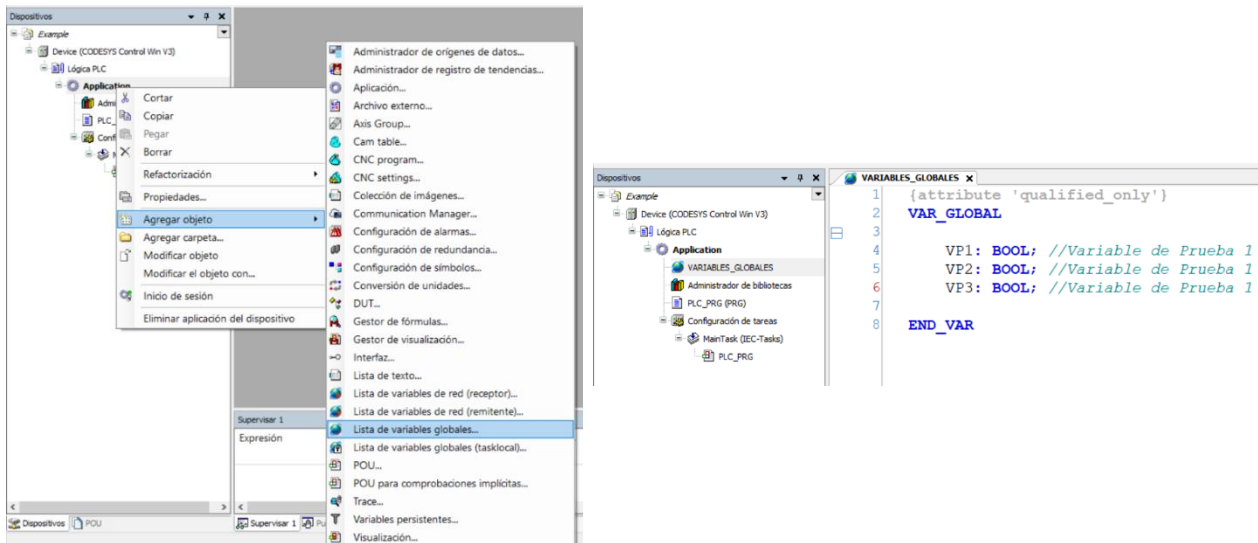 Dispositivos
Example
Device (CODESYS Control Win V3)
Lógica PLC
Application
Cortar
Copiar
Pegar
Borrar
Refactorización
Propiedades...
Agregar objeto
Agregar carpeta...
Modificar objeto
Modificar el objeto con...
Inicio de sesión
Eliminar aplicación del dispositivo
Administrador de orígenes de datos...
Administrador de registro de tendencias...
Aplicación...
Archivo externo...
Axis Group...
Cam table...
CNC program...
CNC settings...
Colección de imágenes...
Communication Manager...
Configuración de alarmas...
Configuración de redundancia...
Configuración de símbolos...
Conversión de unidades...
DUT...
Gestor de fórmulas...
Gestor de visualización...
Interfaz...
Lista de texto...
Lista de variables de red (receptor)...
Lista de variables de red (remitente)...
Lista de variables globales...
Lista de variables globales (tasklocal)...
POU...
POU para comprobaciones implícitas...
Trace...
Variables persistentes...
Visualización...
Supervisar 1
Expresión
Dispositivos POU
Supervisar 1
Dispositivos
Example
Device (CODESYS Control Win V3)
Lógica PLC
Application
VARIABLES_GLOBALES
Administrador de bibliotecas
PLC_PRG (PRG)
Configuración de tareas
MainTask (IEC-Tasks)
PLC_PRG
VARIABLES_GLOBALES x
1 {attribute 'qualified_only'}
2 VAR_GLOBAL
3
4 VP1: BOOL; //Variable de Prueba 1
5 VP2: BOOL; //Variable de Prueba 1
6 VP3: BOOL; //Variable de Prueba 1
7
8 END_VAR